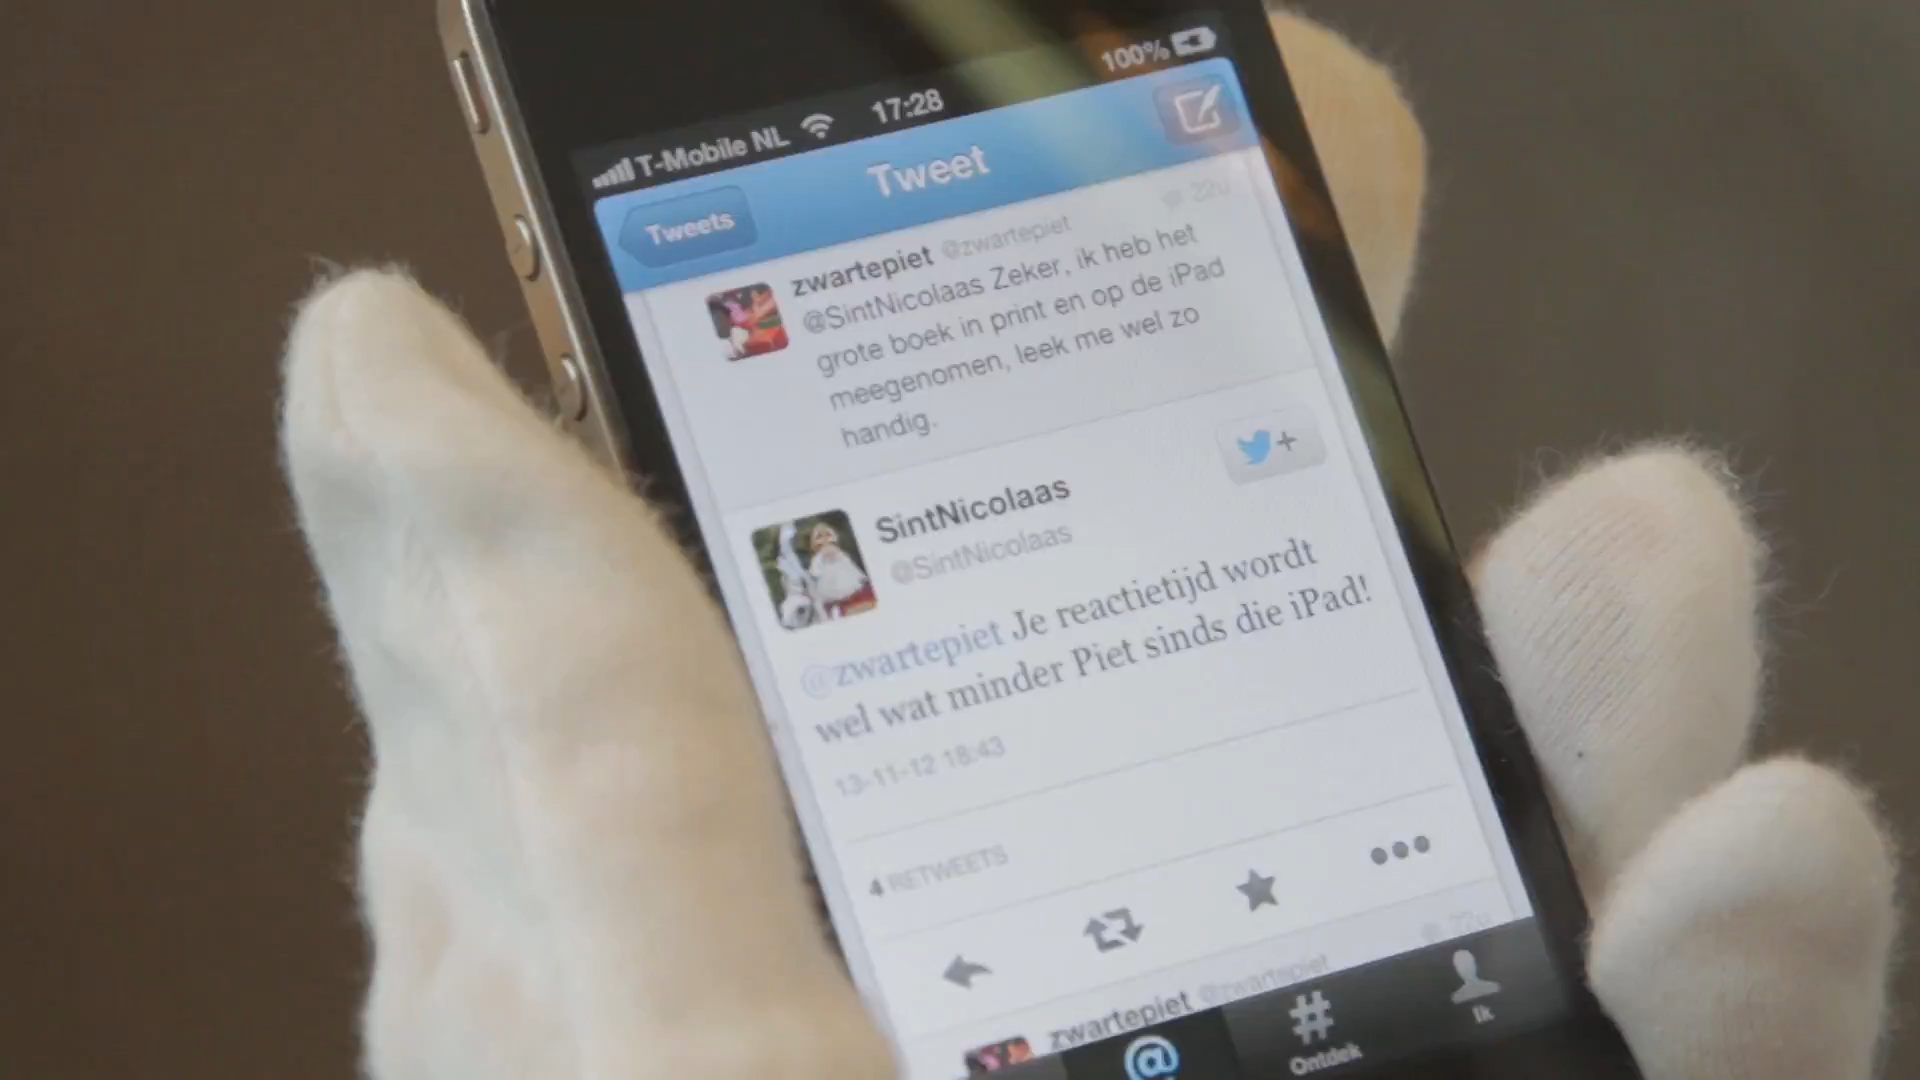 T-Mobile NL 17:28 100%
Tweets Tweet
zwartepiet @zwartepiet 22u
@SintNicolaas Zeker, ik heb het
grote boek in print en op de iPad
meegenomen, leek me wel zo
handig.
+
SintNicolaas
@SintNicolaas
@zwartepiet Je reactietijd wordt
wel wat minder Piet sinds die iPad!
13-11-12 18:43
4 RETWEETS
zwartepiet @zwartepiet 22u
@ # Ontdek Ik